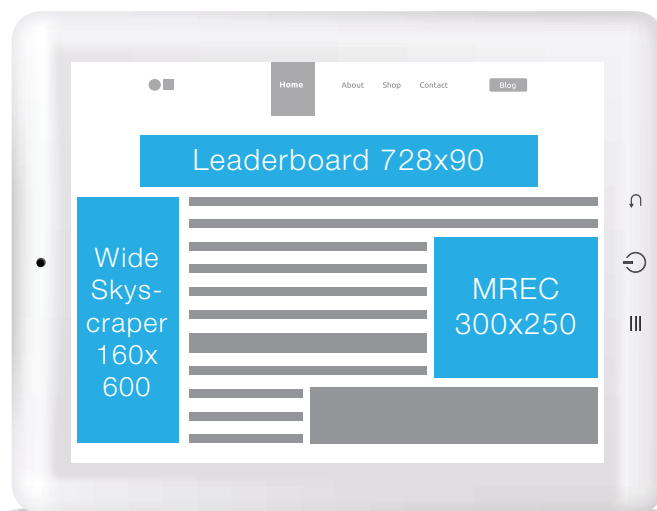 Home
About
Shop
Contact
Blog
Leaderboard 728x90
Wide
Skys-
craper
160x
600
MREC
300x250